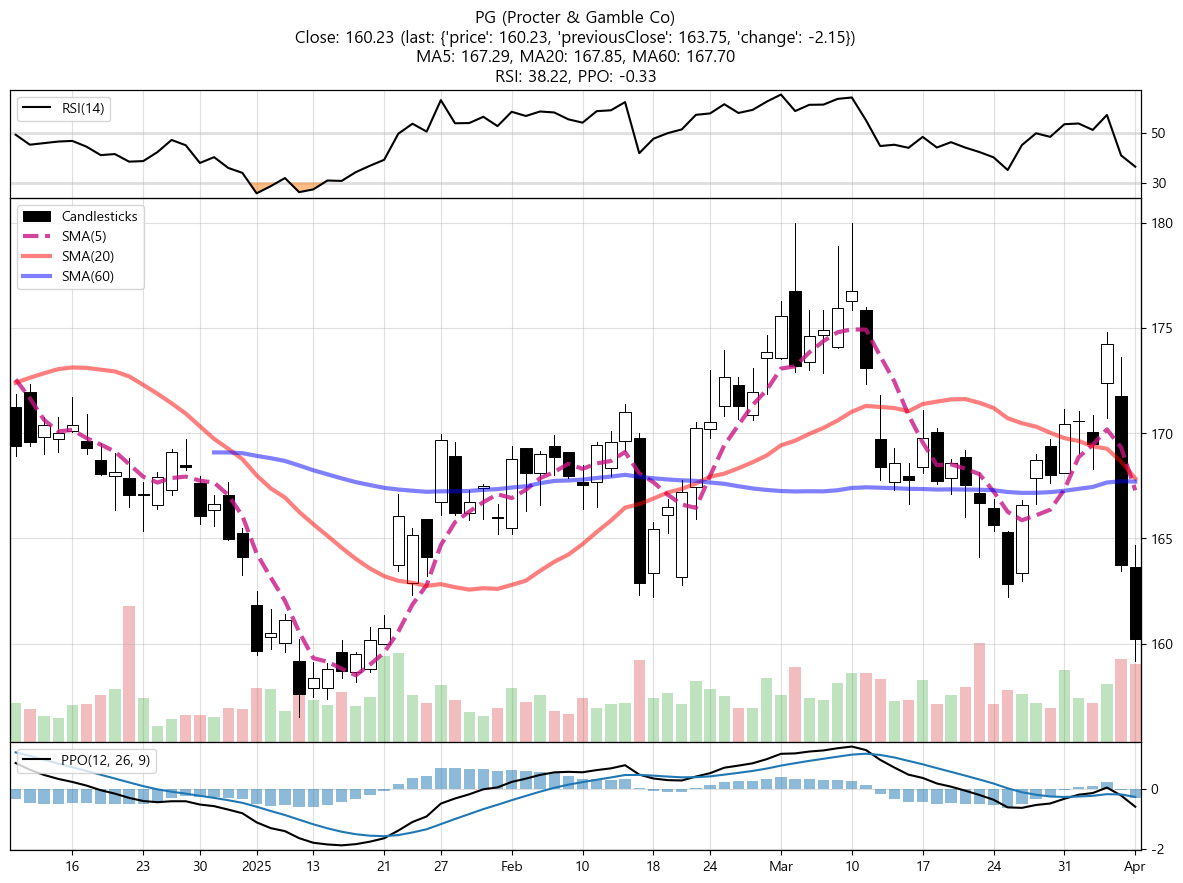 PG (Procter & Gamble Co)
Close: 160.23 (last: {'price': 160.23, 'previousClose': 163.75, 'change': -2.15})
MA5: 167.29, MA20: 167.85, MA60: 167.70
RSI: 38.22, PPO: -0.33
RSI(14)
50
30
Candlesticks
SMA(5)
SMA(20)
SMA(60)
180
175
170
165
160
PPO(12, 26, 9)
0
-2
16 23 30 2025 13 21 27 Feb 10 18 24 Mar 10 17 24 31 Apr